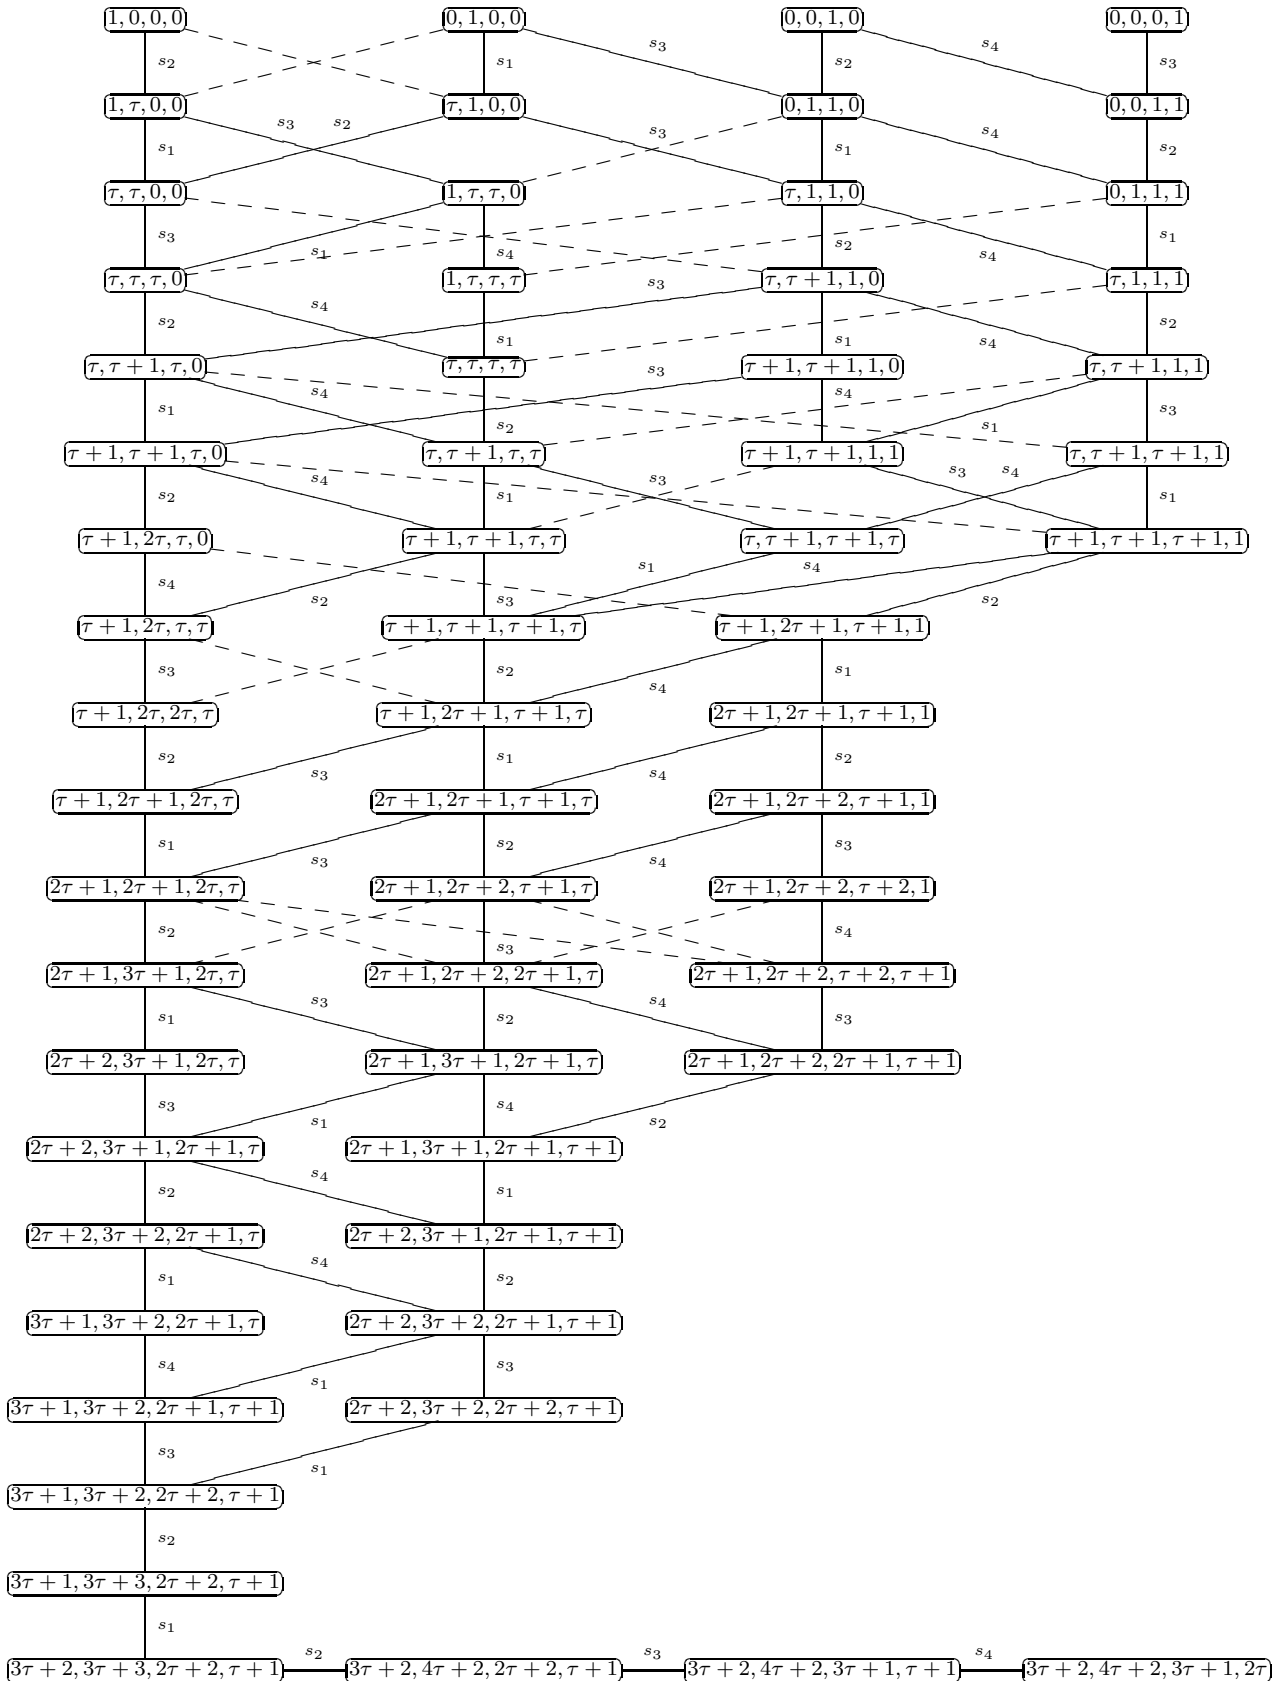 1, 0, 0, 0 0, 1, 0, 0 0, 0, 1, 0 0, 0, 0, 1
s₃ s₄
s₂ s₁ s₂ s₃
1, τ, 0, 0 τ, 1, 0, 0 0, 1, 1, 0 0, 0, 1, 1
s₃ s₂ s₃ s₄
s₁ s₁ s₂
τ, τ, 0, 0 1, τ, τ, 0 τ, 1, 1, 0 0, 1, 1, 1
s₃ s₁ s₄ s₂ s₄ s₁
τ, τ, τ, 0 1, τ, τ, τ τ, τ + 1, 1, 0 τ, 1, 1, 1
s₄ s₃
s₂ s₁ s₁ s₄ s₂
τ, τ + 1, τ, 0 τ, τ, τ, τ τ + 1, τ + 1, 1, 0 τ, τ + 1, 1, 1
s₄ s₃ s₄
s₁ s₂ s₁ s₃
τ + 1, τ + 1, τ, 0 τ, τ + 1, τ, τ τ + 1, τ + 1, 1, 1 τ, τ + 1, τ + 1, 1
s₄ s₃ s₃ s₄
s₂ s₁ s₁
τ + 1, 2τ, τ, 0 τ + 1, τ + 1, τ, τ τ, τ + 1, τ + 1, τ τ + 1, τ + 1, τ + 1, 1
s₁ s₄
s₄ s₂ s₃ s₂
τ + 1, 2τ, τ, τ τ + 1, τ + 1, τ + 1, τ τ + 1, 2τ + 1, τ + 1, 1
s₃ s₂ s₄ s₁
τ + 1, 2τ, 2τ, τ τ + 1, 2τ + 1, τ + 1, τ 2τ + 1, 2τ + 1, τ + 1, 1
s₂ s₃ s₁ s₄ s₂
τ + 1, 2τ + 1, 2τ, τ 2τ + 1, 2τ + 1, τ + 1, τ 2τ + 1, 2τ + 2, τ + 1, 1
s₁ s₃ s₂ s₄ s₃
2τ + 1, 2τ + 1, 2τ, τ 2τ + 1, 2τ + 2, τ + 1, τ 2τ + 1, 2τ + 2, τ + 2, 1
s₂ s₃ s₄
2τ + 1, 3τ + 1, 2τ, τ 2τ + 1, 2τ + 2, 2τ + 1, τ 2τ + 1, 2τ + 2, τ + 2, τ + 1
s₃ s₄
s₁ s₂ s₃
2τ + 2, 3τ + 1, 2τ, τ 2τ + 1, 3τ + 1, 2τ + 1, τ 2τ + 1, 2τ + 2, 2τ + 1, τ + 1
s₃ s₁ s₄ s₂
2τ + 2, 3τ + 1, 2τ + 1, τ 2τ + 1, 3τ + 1, 2τ + 1, τ + 1
s₂ s₄ s₁
2τ + 2, 3τ + 2, 2τ + 1, τ 2τ + 2, 3τ + 1, 2τ + 1, τ + 1
s₁ s₄ s₂
3τ + 1, 3τ + 2, 2τ + 1, τ 2τ + 2, 3τ + 2, 2τ + 1, τ + 1
s₄ s₁ s₃
3τ + 1, 3τ + 2, 2τ + 1, τ + 1 2τ + 2, 3τ + 2, 2τ + 2, τ + 1
s₃ s₁
3τ + 1, 3τ + 2, 2τ + 2, τ + 1
s₂
3τ + 1, 3τ + 3, 2τ + 2, τ + 1
s₁
s₂ s₃ s₄
3τ + 2, 3τ + 3, 2τ + 2, τ + 1 3τ + 2, 4τ + 2, 2τ + 2, τ + 1 3τ + 2, 4τ + 2, 3τ + 1, τ + 1 3τ + 2, 4τ + 2, 3τ + 1, 2τ